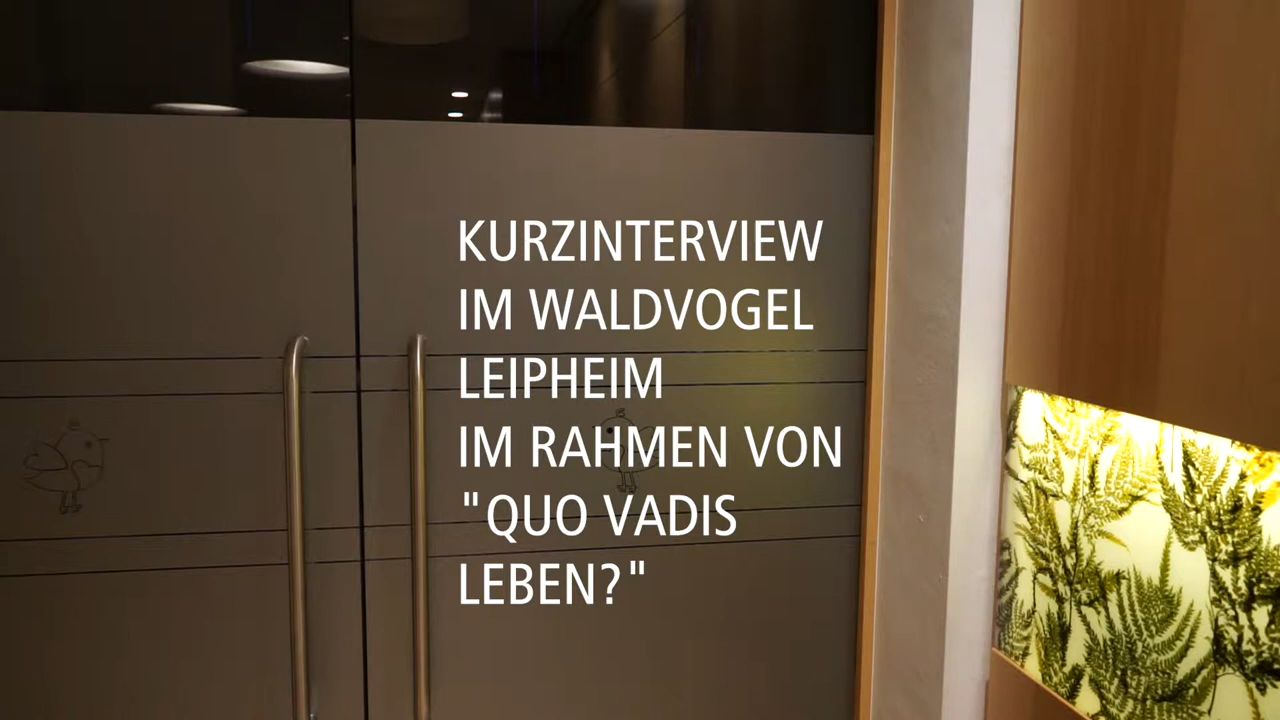 KURZINTERVIEW
IM WALDVOGEL
LEIPHEIM
IM RAHMEN VON
"QUO VADIS
LEBEN?"